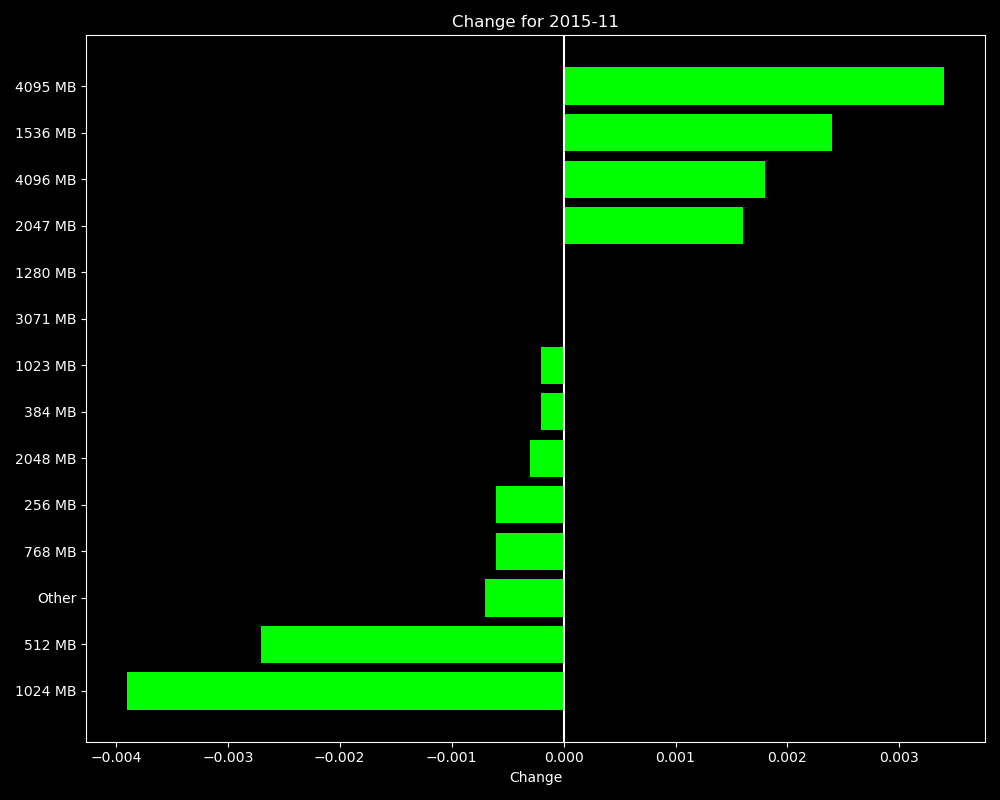 Change for 2015-11
4095 MB
1536 MB
4096 MB
2047 MB
1280 MB
3071 MB
1023 MB
384 MB
2048 MB
256 MB
768 MB
Other
512 MB
1024 MB
−0.004 −0.003 −0.002 −0.001 0.000 0.001 0.002 0.003
Change